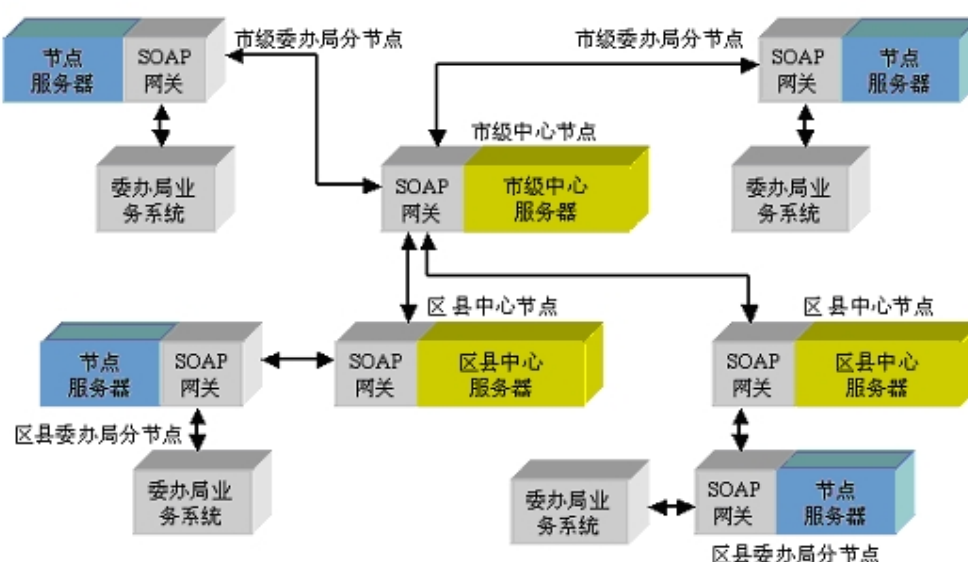 市级委办局分节点
市级委办局分节点
节点
服务器
SOAP
网关
SOAP
网关
节点
服务器
市级中心节点
委办局业
务系统
SOAP
网关
市级中心
服务器
委办局业
务系统
区县中心节点
区县中心节点
节点
服务器
SOAP
网关
SOAP
网关
区县中心
服务器
SOAP
网关
区县中心
服务器
区县委办局分节点
委办局业
务系统
委办局业
务系统
SOAP
网关
节点
服务器
区县委办局分节点